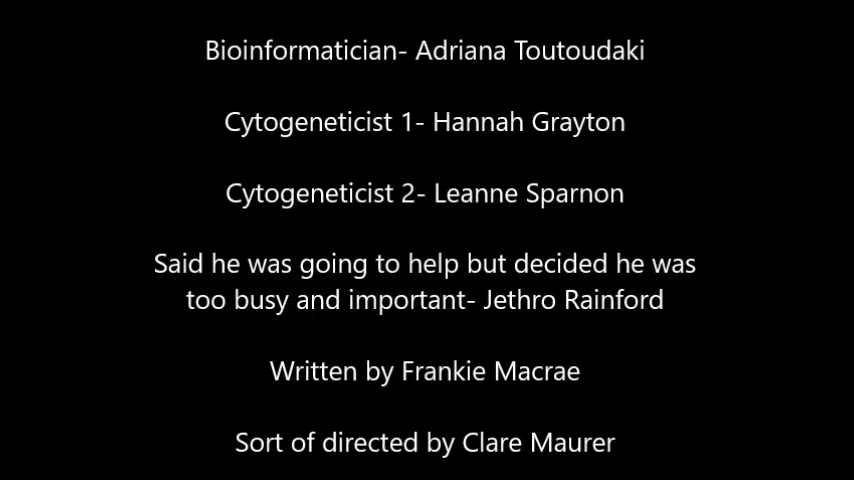 Bioinformatician- Adriana Toutoudaki
Cytogeneticist 1- Hannah Grayton
Cytogeneticist 2- Leanne Sparnon
Said he was going to help but decided he was
too busy and important- Jethro Rainford
Written by Frankie Macrae
Sort of directed by Clare Maurer